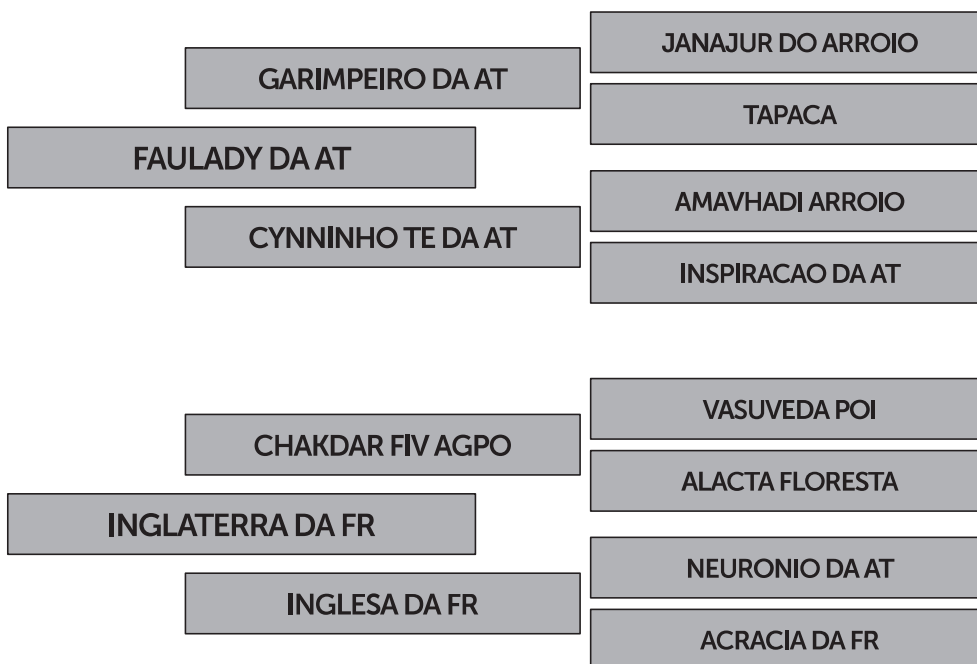 JANAJUR DO ARROIO
GARIMPEIRO DA AT
TAPACA
FAULADY DA AT
AMAVHADI ARROIO
CYNNINHO TE DA AT
INSPIRACAO DA AT
VASUVEDA POI
CHAKDAR FIV AGPO
ALACTA FLORESTA
INGLATERRA DA FR
NEURONIO DA AT
INGLESA DA FR
ACRACIA DA FR